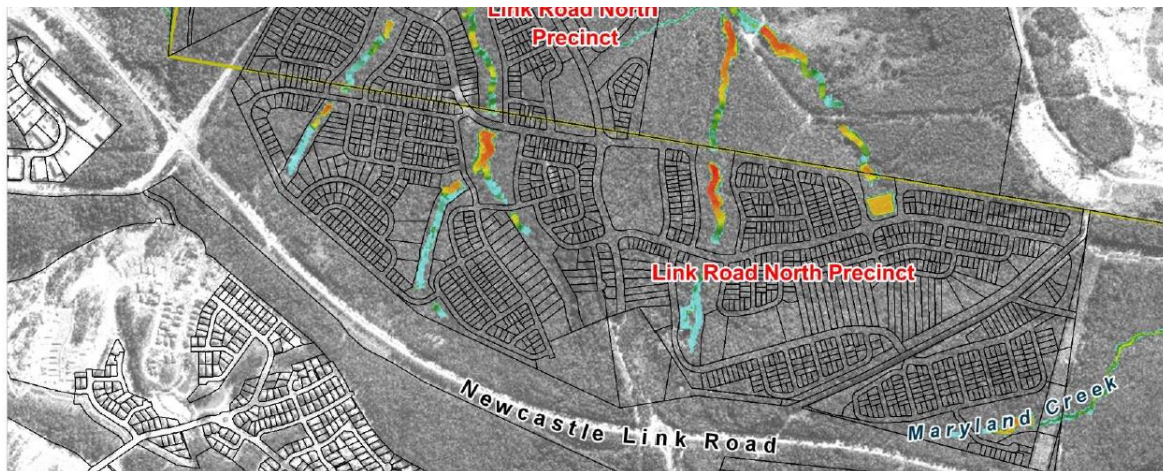 Link Road North
Precinct
Link Road North Precinct
Newcastle Link Road
Maryland Creek